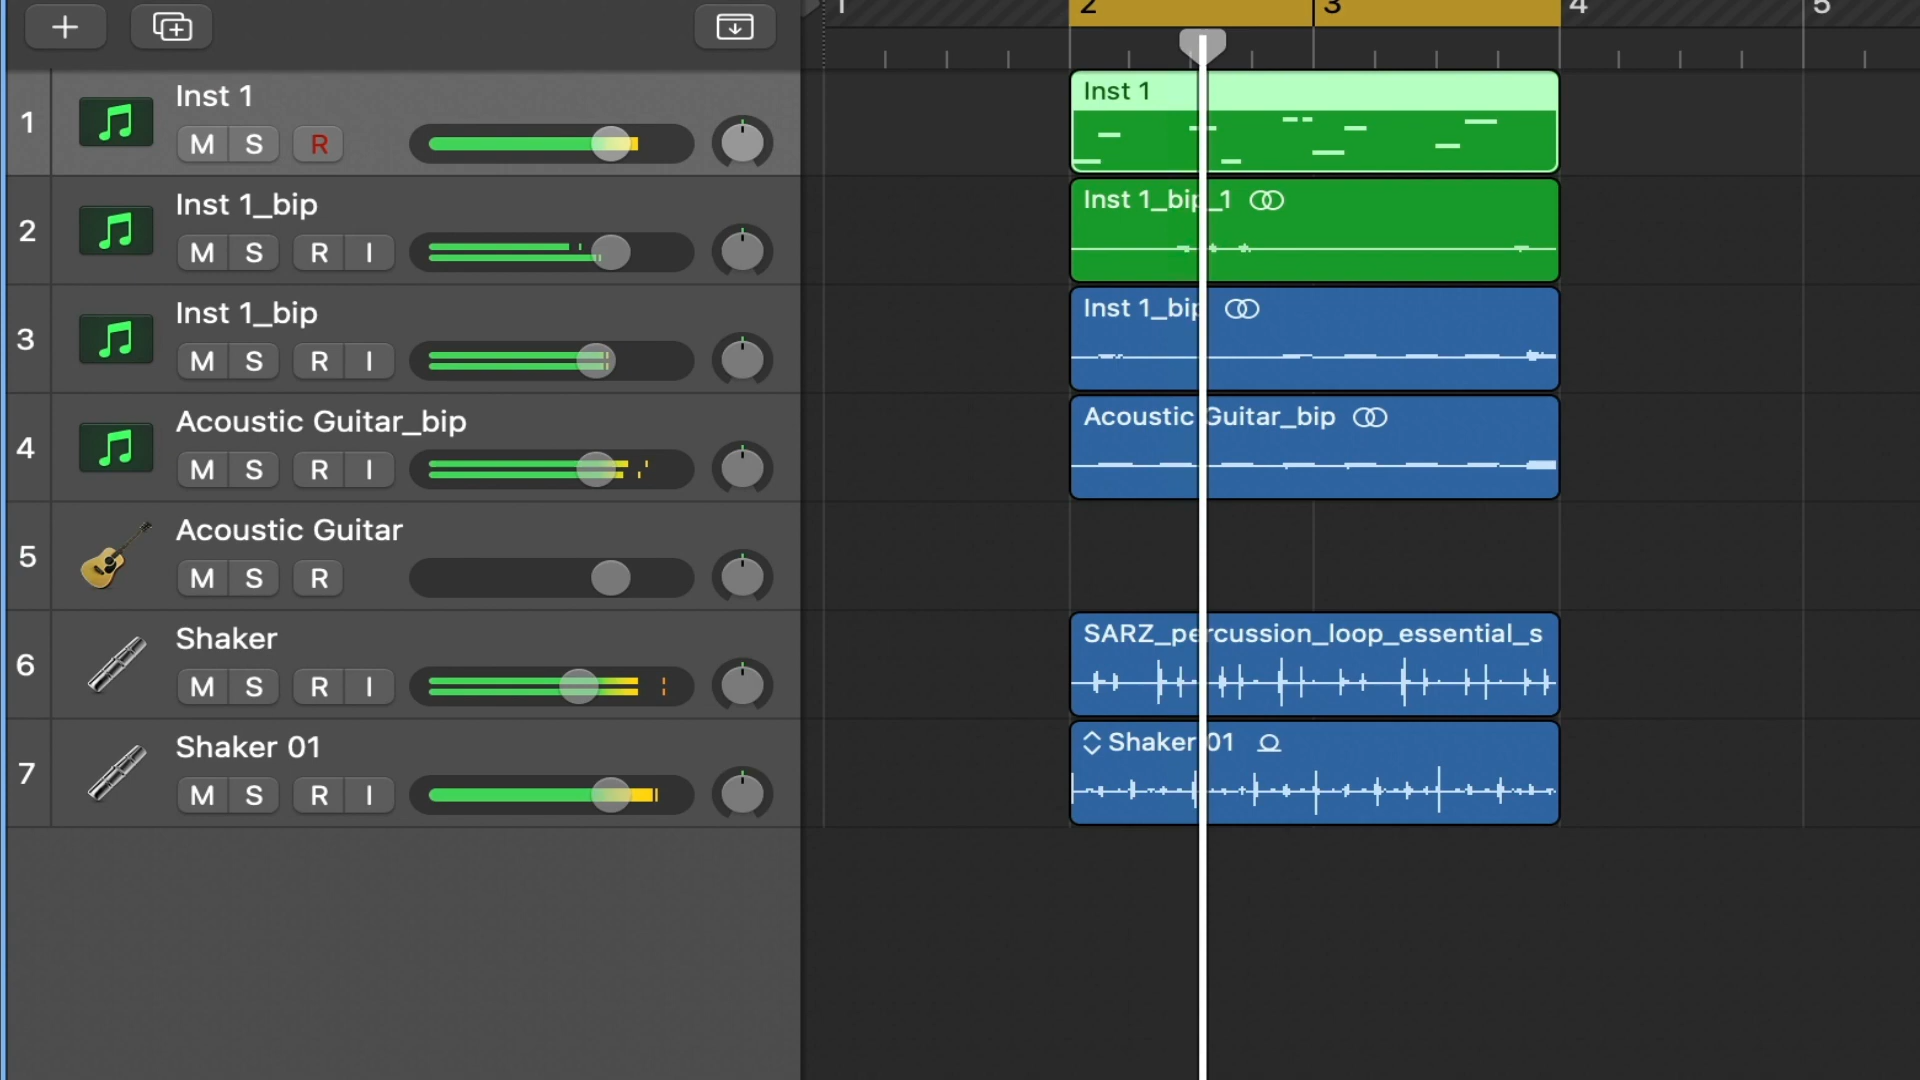 1
2
3
4
5
1
Inst 1
M S R
Inst 1
2
Inst 1_bip
M S R I
Inst 1_bip_1
3
Inst 1_bip
M S R I
Inst 1_bip
4
Acoustic Guitar_bip
M S R I
Acoustic Guitar_bip
5
Acoustic Guitar
M S R
6
Shaker
M S R I
SARZ_percussion_loop_essential_s
7
Shaker 01
M S R I
Shaker 01